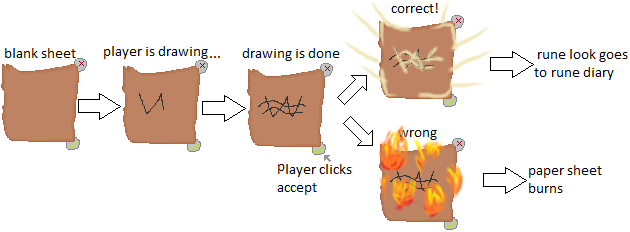 blank sheet
player is drawing...
drawing is done
Player clicks
accept
correct!
rune look goes
to rune diary
wrong
paper sheet
burns